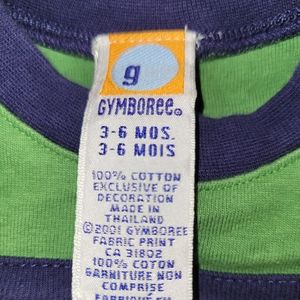 g
GYMBOREE
3-6 MOS.
3-6 MOIS
100% COTTON
EXCLUSIVE OF
DECORATION
MADE IN
THAILAND
©2001 GYMBOREE
FABRIC PRINT
CA 31802
100% COTON
GARNITURE NON
COMPRISE